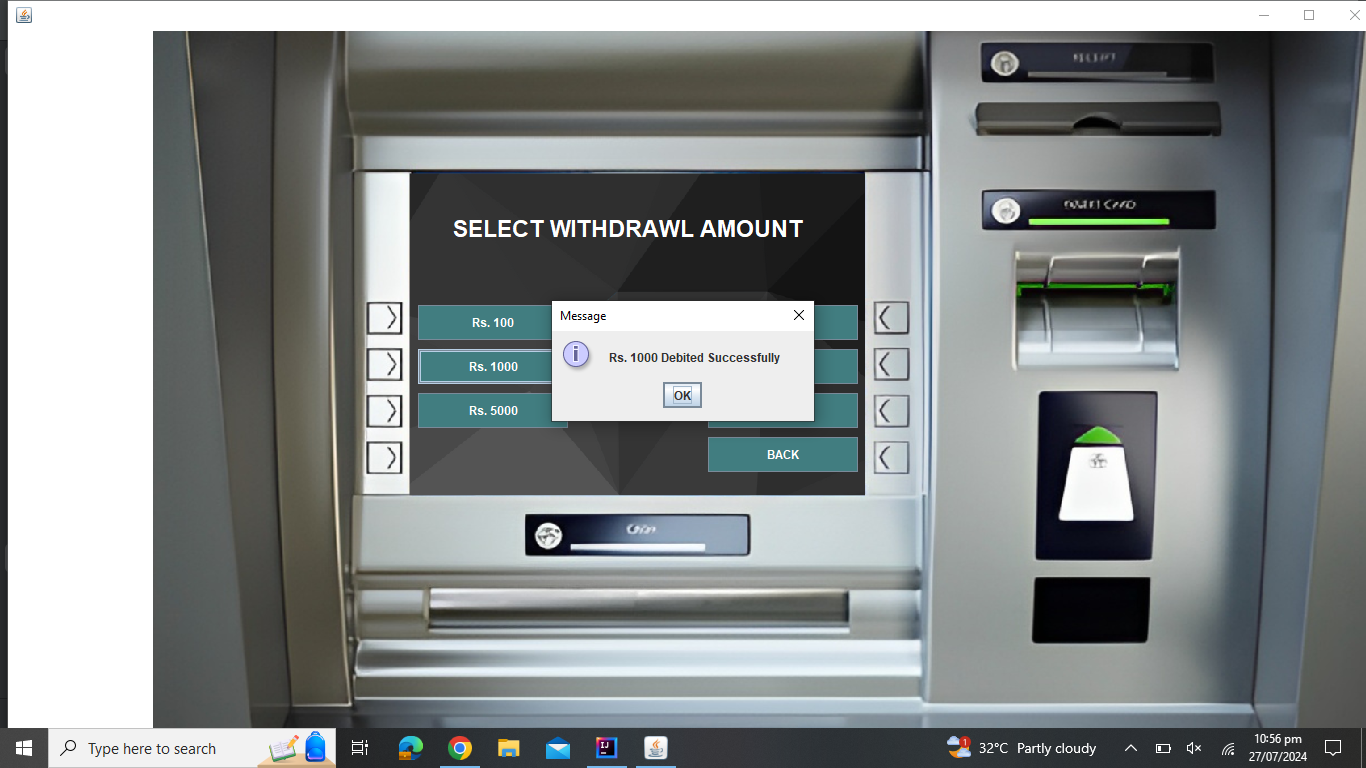 SELECT WITHDRAWL AMOUNT
Rs. 100
Rs. 1000
Rs. 5000
BACK
Message
Rs. 1000 Debited Successfully
OK
Type here to search
1
32°C Partly cloudy
10:56 pm
27/07/2024